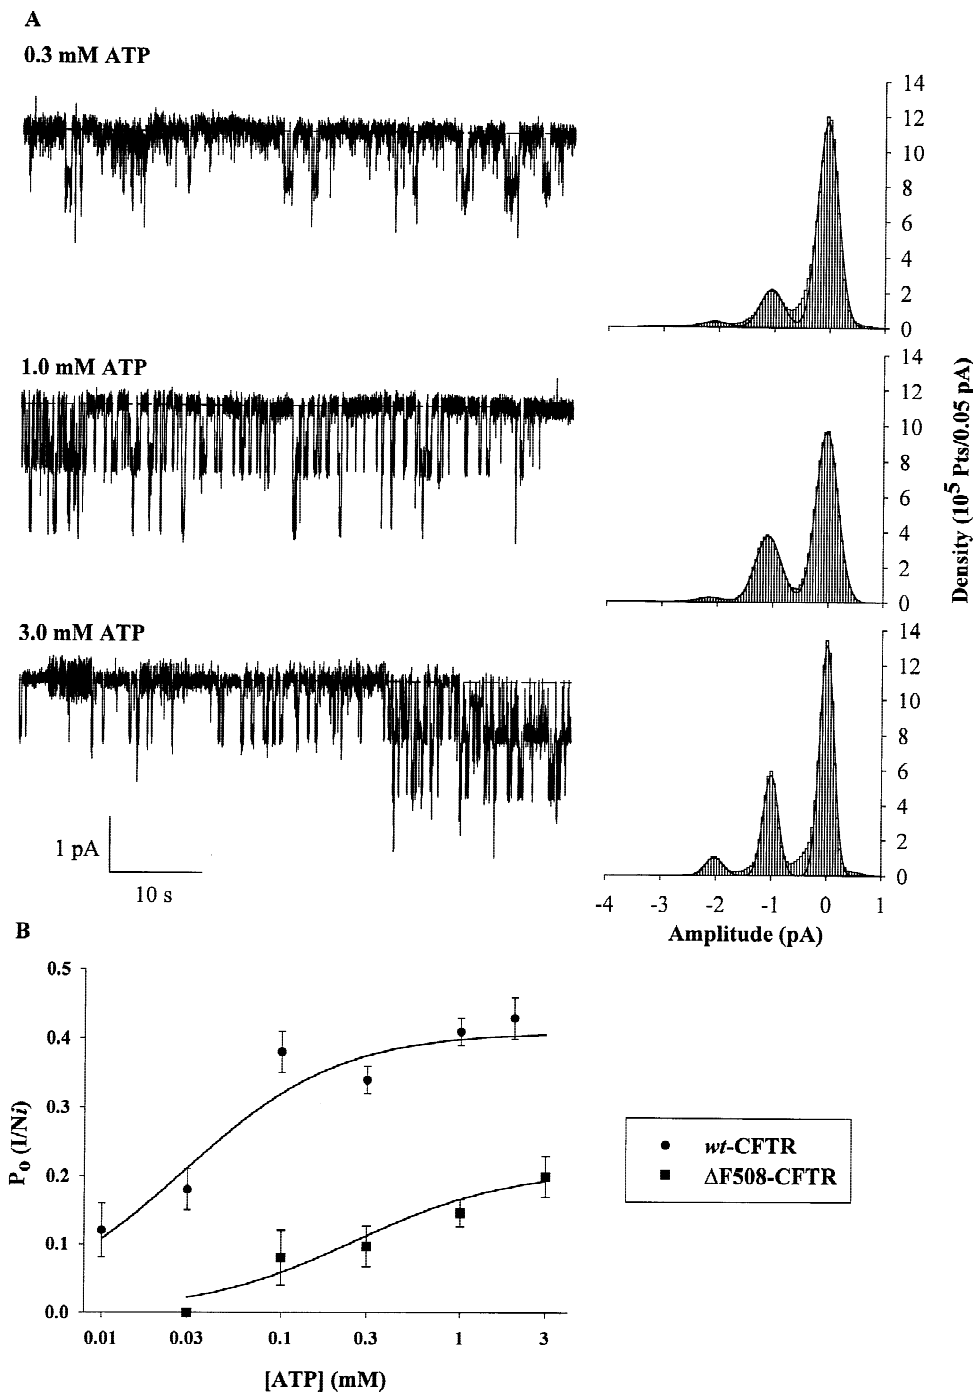 A
0.3 mM ATP
14
12
10
8
6
4
2
0
1.0 mM ATP
14
12
10
8
6
4
2
0
Density (10⁵ Pts/0.05 pA)
3.0 mM ATP
14
12
10
8
6
4
2
0
1 pA
10 s
-4 -3 -2 -1 0 1
Amplitude (pA)
B
0.5
0.4
0.3
0.2
0.1
0.0
Pₒ (I/Ni)
0.01 0.03 0.1 0.3 1 3
[ATP] (mM)
wt-CFTR
ΔF508-CFTR